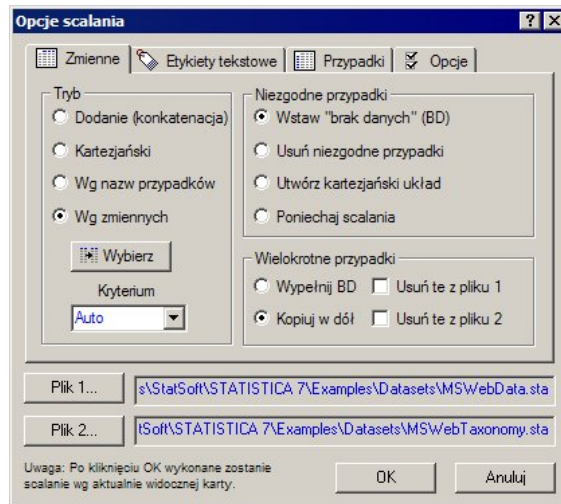 Opcje scalania
Zmienne Etykiety tekstowe Przypadki Opcje
Tryb
Dodanie (konkatenacja)
Kartezjański
Wg nazw przypadków
Wg zmiennych
Wybierz
Kryterium
Auto
Niezgodne przypadki
Wstaw "brak danych" (BD)
Usuń niezgodne przypadki
Utwórz kartezjański układ
Poniechaj scalania
Wielokrotne przypadki
Wypełnij BD Usuń te z pliku 1
Kopiuj w dół Usuń te z pliku 2
Plik 1... s\StatSoft\STATISTICA 7\Examples\Datasets\MSWebData.sta
Plik 2... tSoft\STATISTICA 7\Examples\Datasets\MSWebTaxonomy.sta
Uwaga: Po kliknięciu OK wykonane zostanie
scalanie wg aktualnie widocznej karty.
OK Anuluj